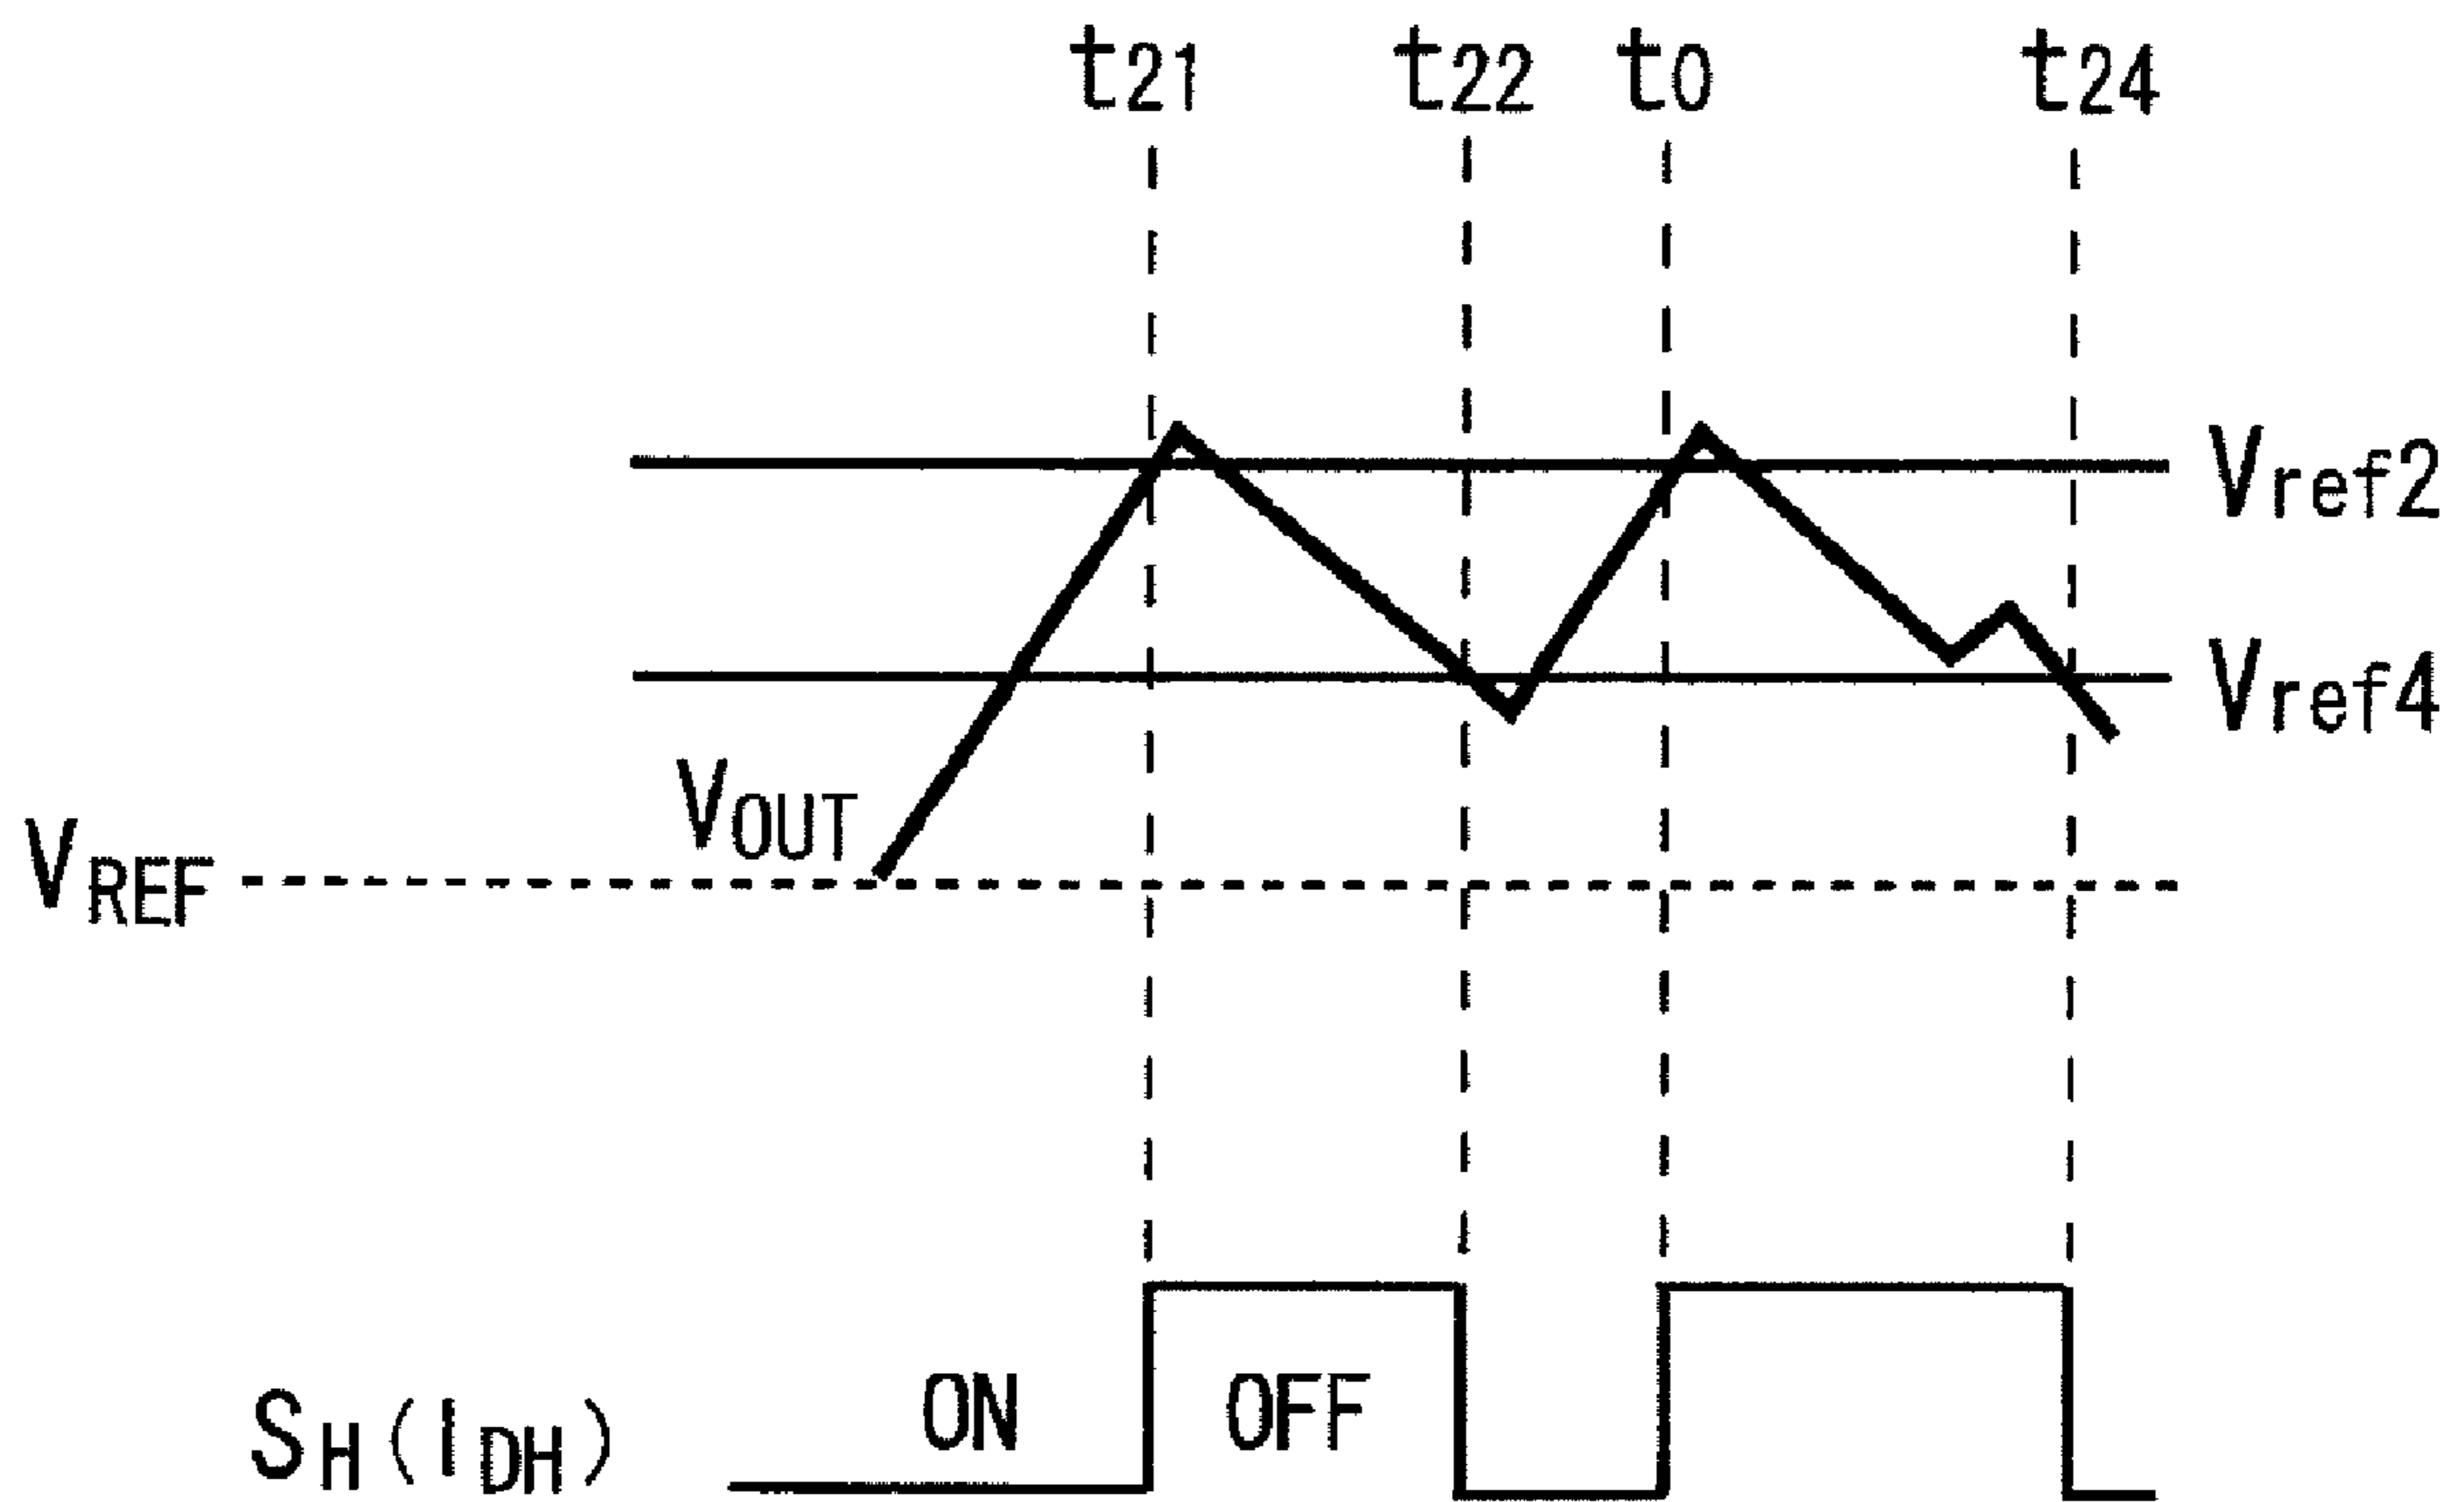 t21 t22 t0 t24
Vref2
Vref4
VOUT
VREF
ON OFF
SH(IDH)